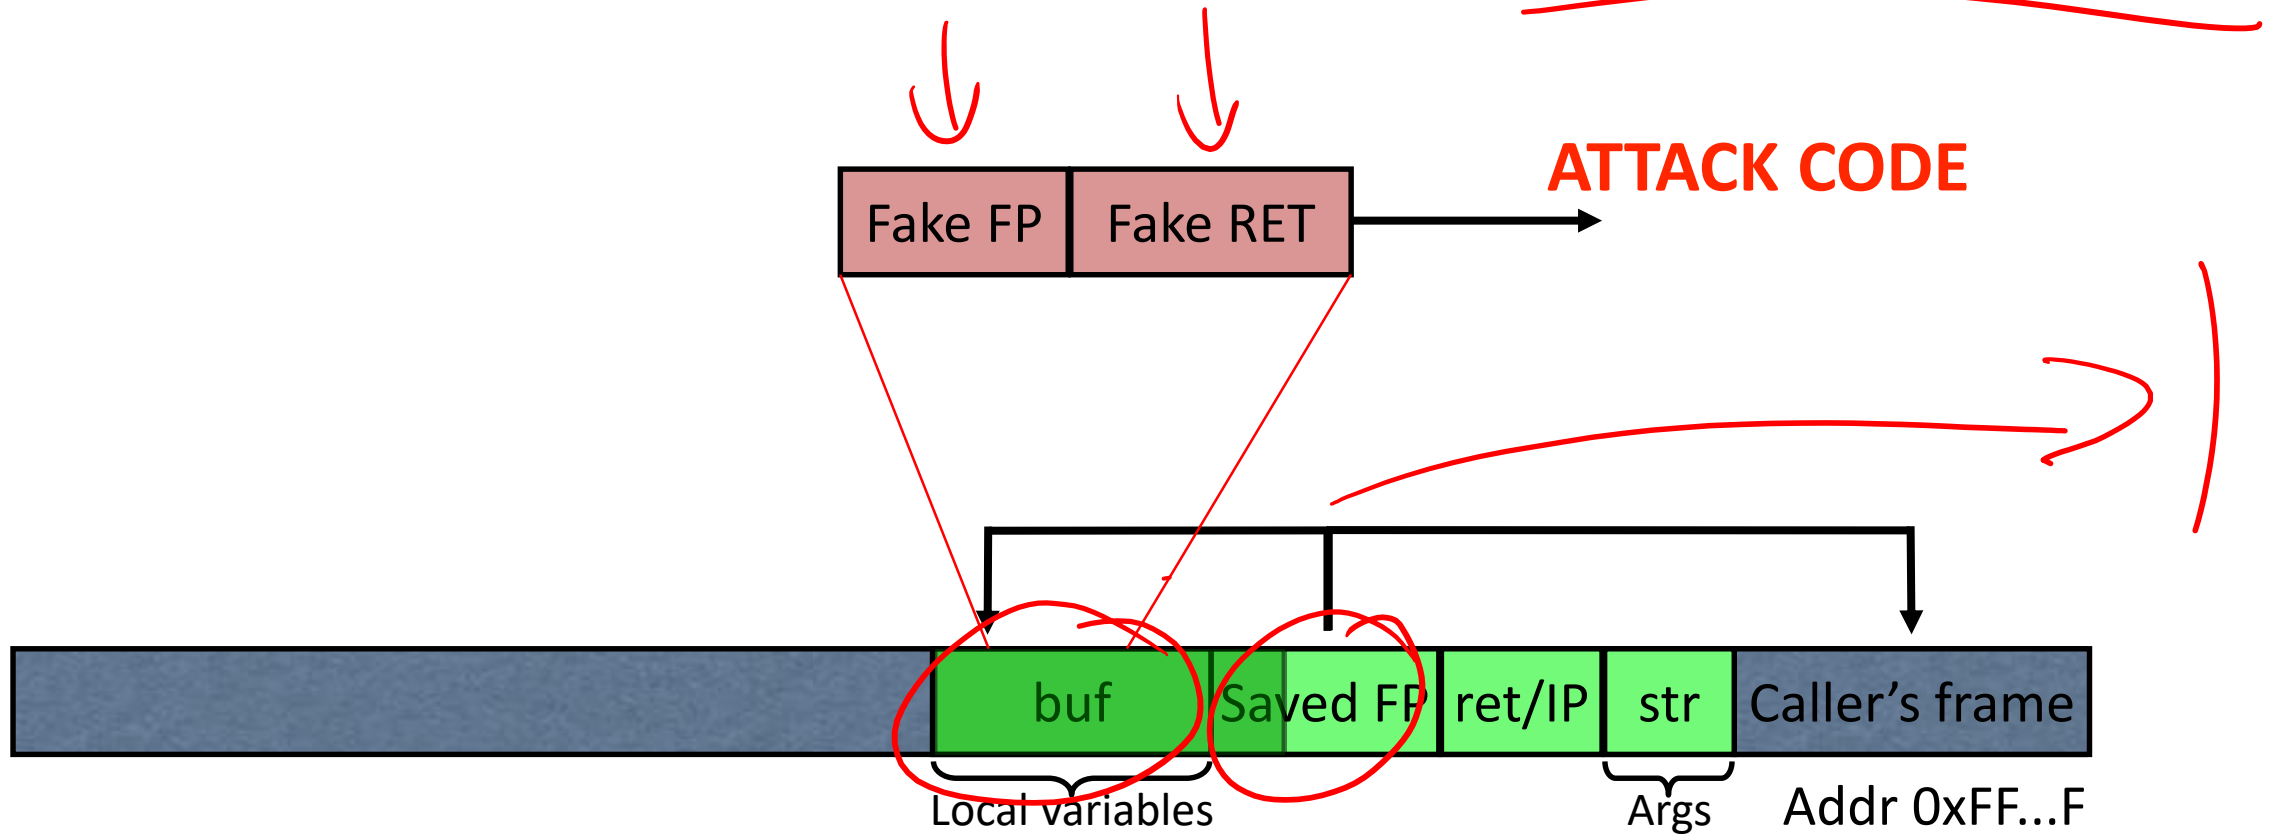 ATTACK CODE
Fake FP Fake RET
buf Saved FP ret/IP str Caller’s frame
Local variables Args Addr 0xFF...F